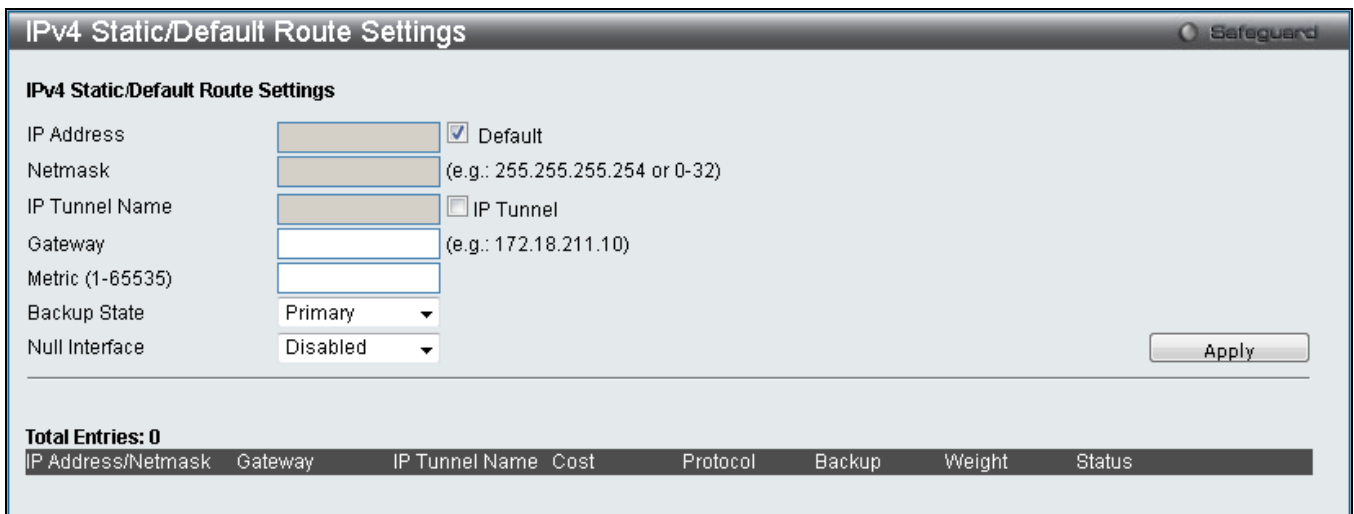 IPv4 Static/Default Route Settings Safeguard
IPv4 Static/Default Route Settings
IP Address Default
Netmask (e.g.: 255.255.255.254 or 0-32)
IP Tunnel Name IP Tunnel
Gateway (e.g.: 172.18.211.10)
Metric (1-65535)
Backup State Primary
Null Interface Disabled Apply
Total Entries: 0
IP Address/Netmask Gateway IP Tunnel Name Cost Protocol Backup Weight Status